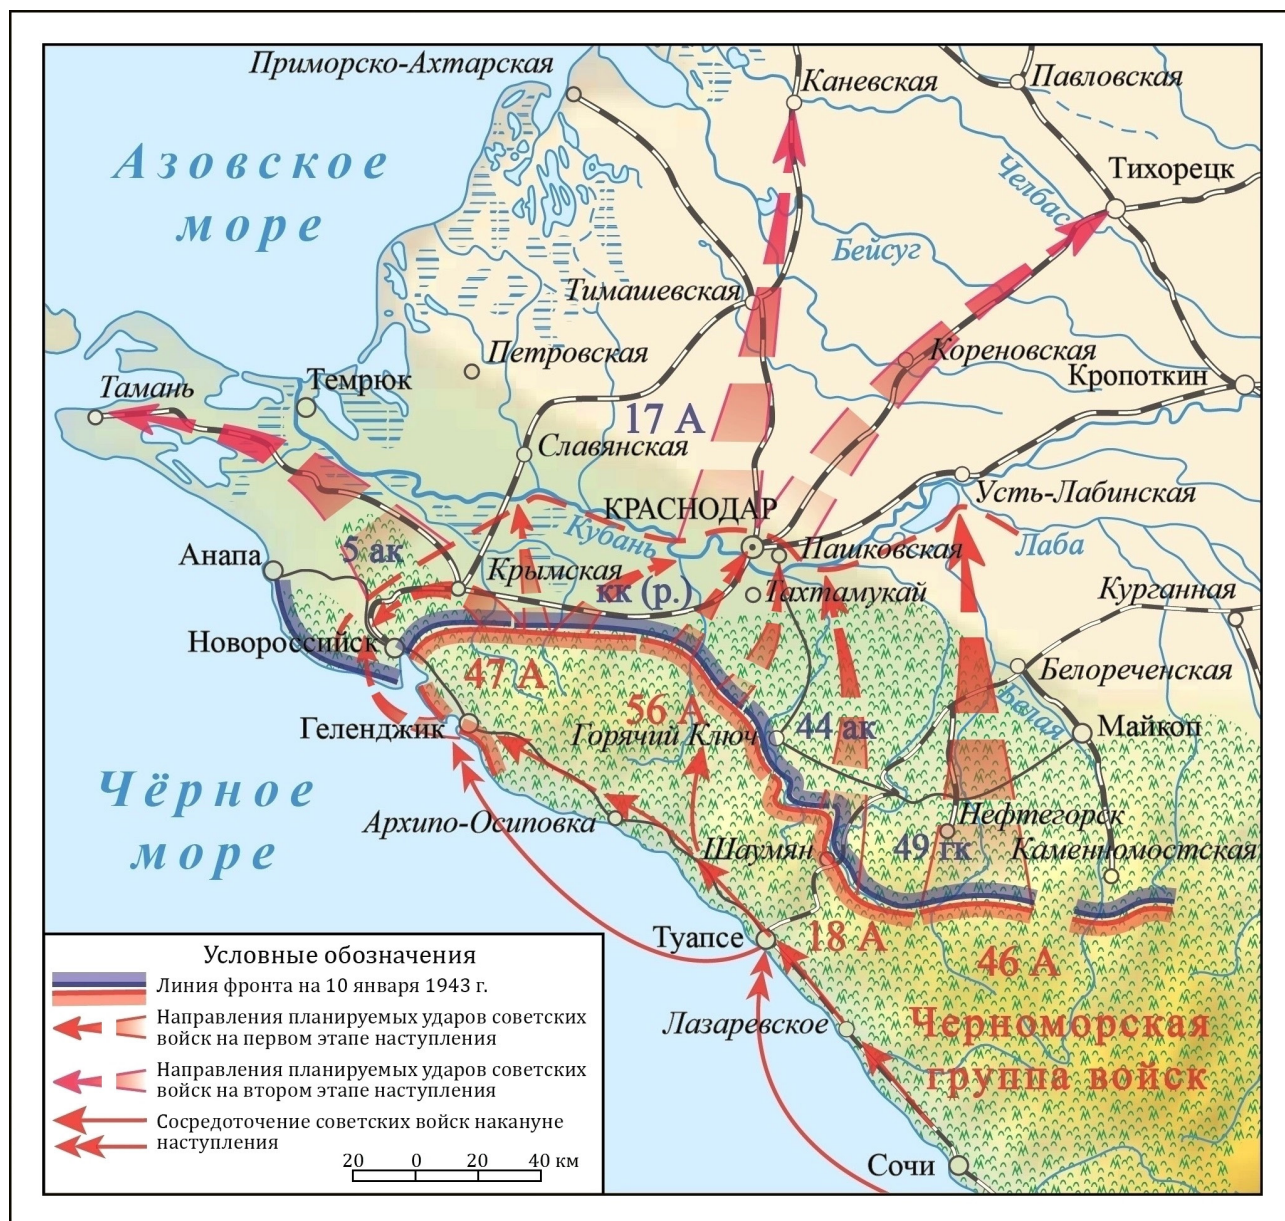 Приморско-Ахтарская
Каневская
Павловская
Азовское
море
Тихорецк
Челбас
Бейсуг
Тимашевская
Петровская
Кореновская
Тамань
Темрюк
Кропоткин
17 А
Славянская
Усть-Лабинская
КРАСНОДАР
Кубань
Лаба
Анапа
5 ак
Пашковская
Крымская
кк (р.)
Тахтамукай
Курганная
Новороссийск
47 А
Белореченская
56 А
Белая
Геленджик
Горячий Ключ
44 ак
Майкоп
Чёрное
море
Архипо-Осиповка
Нефтегорск
Шаумян
49 гк
Каменномостская
Туапсе
18 А
46 А
Лазаревское
Черноморская
группа войск
Сочи
Условные обозначения
Линия фронта на 10 января 1943 г.
Направления планируемых ударов советских
войск на первом этапе наступления
Направления планируемых ударов советских
войск на втором этапе наступления
Сосредоточение советских войск накануне
наступления
20 0 20 40 км